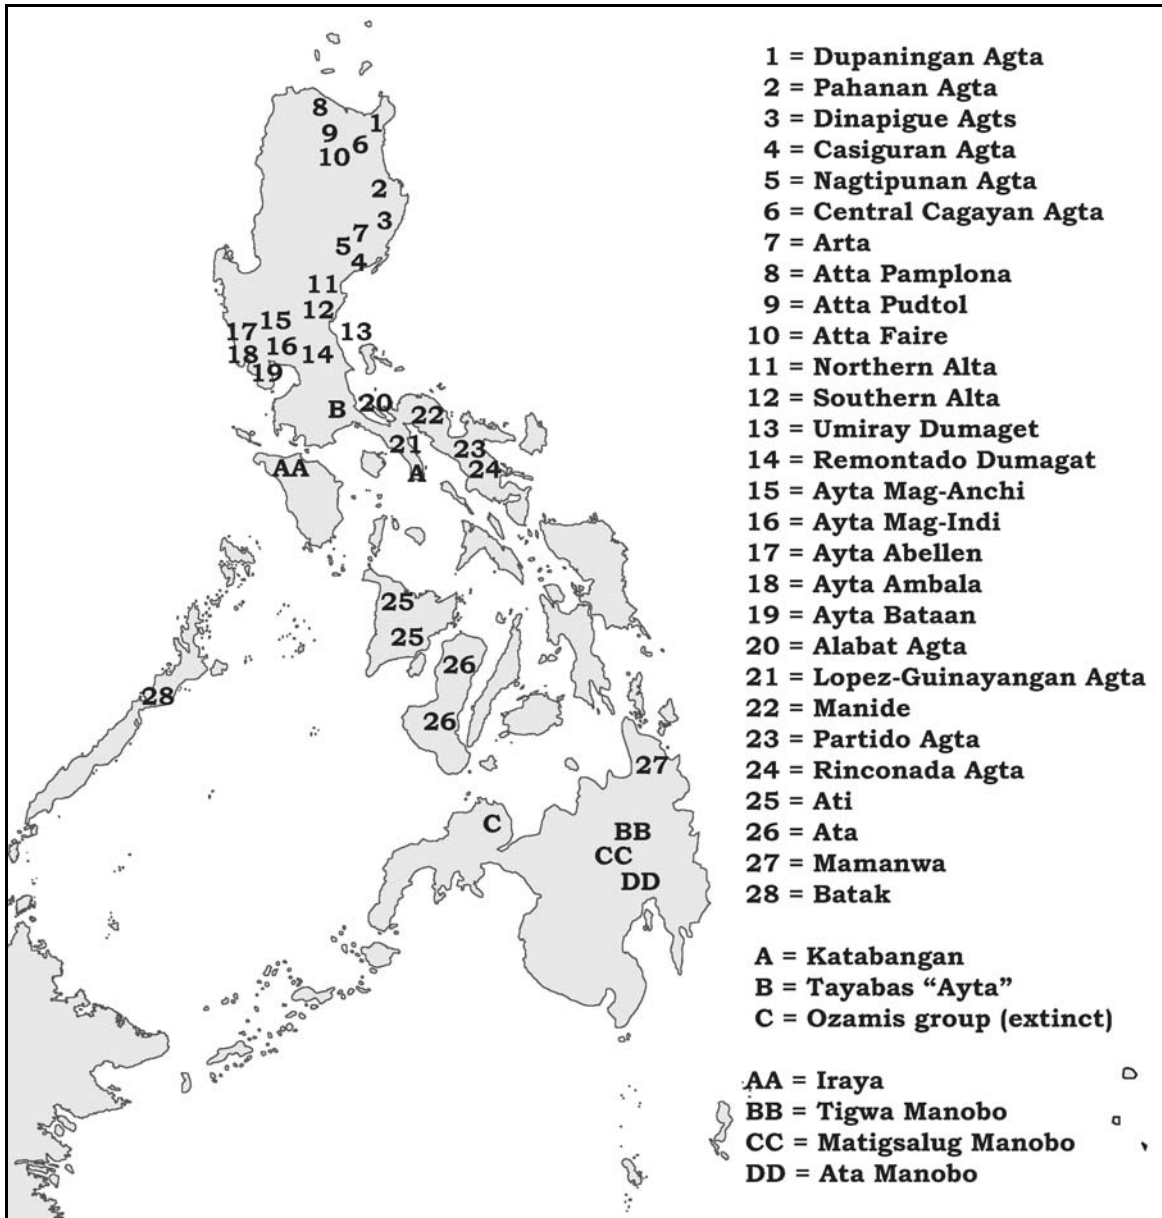 1 = Dupaningan Agta
2 = Pahanan Agta
3 = Dinapigue Agts
4 = Casiguran Agta
5 = Nagtipunan Agta
6 = Central Cagayan Agta
7 = Arta
8 = Atta Pamplona
9 = Atta Pudtol
10 = Atta Faire
11 = Northern Alta
12 = Southern Alta
13 = Umiray Dumaget
14 = Remontado Dumagat
15 = Ayta Mag-Anchi
16 = Ayta Mag-Indi
17 = Ayta Abellen
18 = Ayta Ambala
19 = Ayta Bataan
20 = Alabat Agta
21 = Lopez-Guinayangan Agta
22 = Manide
23 = Partido Agta
24 = Rinconada Agta
25 = Ati
26 = Ata
27 = Mamanwa
28 = Batak
A = Katabangan
B = Tayabas “Ayta”
C = Ozamis group (extinct)
AA = Iraya
BB = Tigwa Manobo
CC = Matigsalug Manobo
DD = Ata Manobo
8
1
9
6
10
2
3
7
5
4
11
12
15
13
17
16
18
14
19
20
B
22
21
23
AA
24
A
25
25
26
28
26
27
C
BB
CC
DD